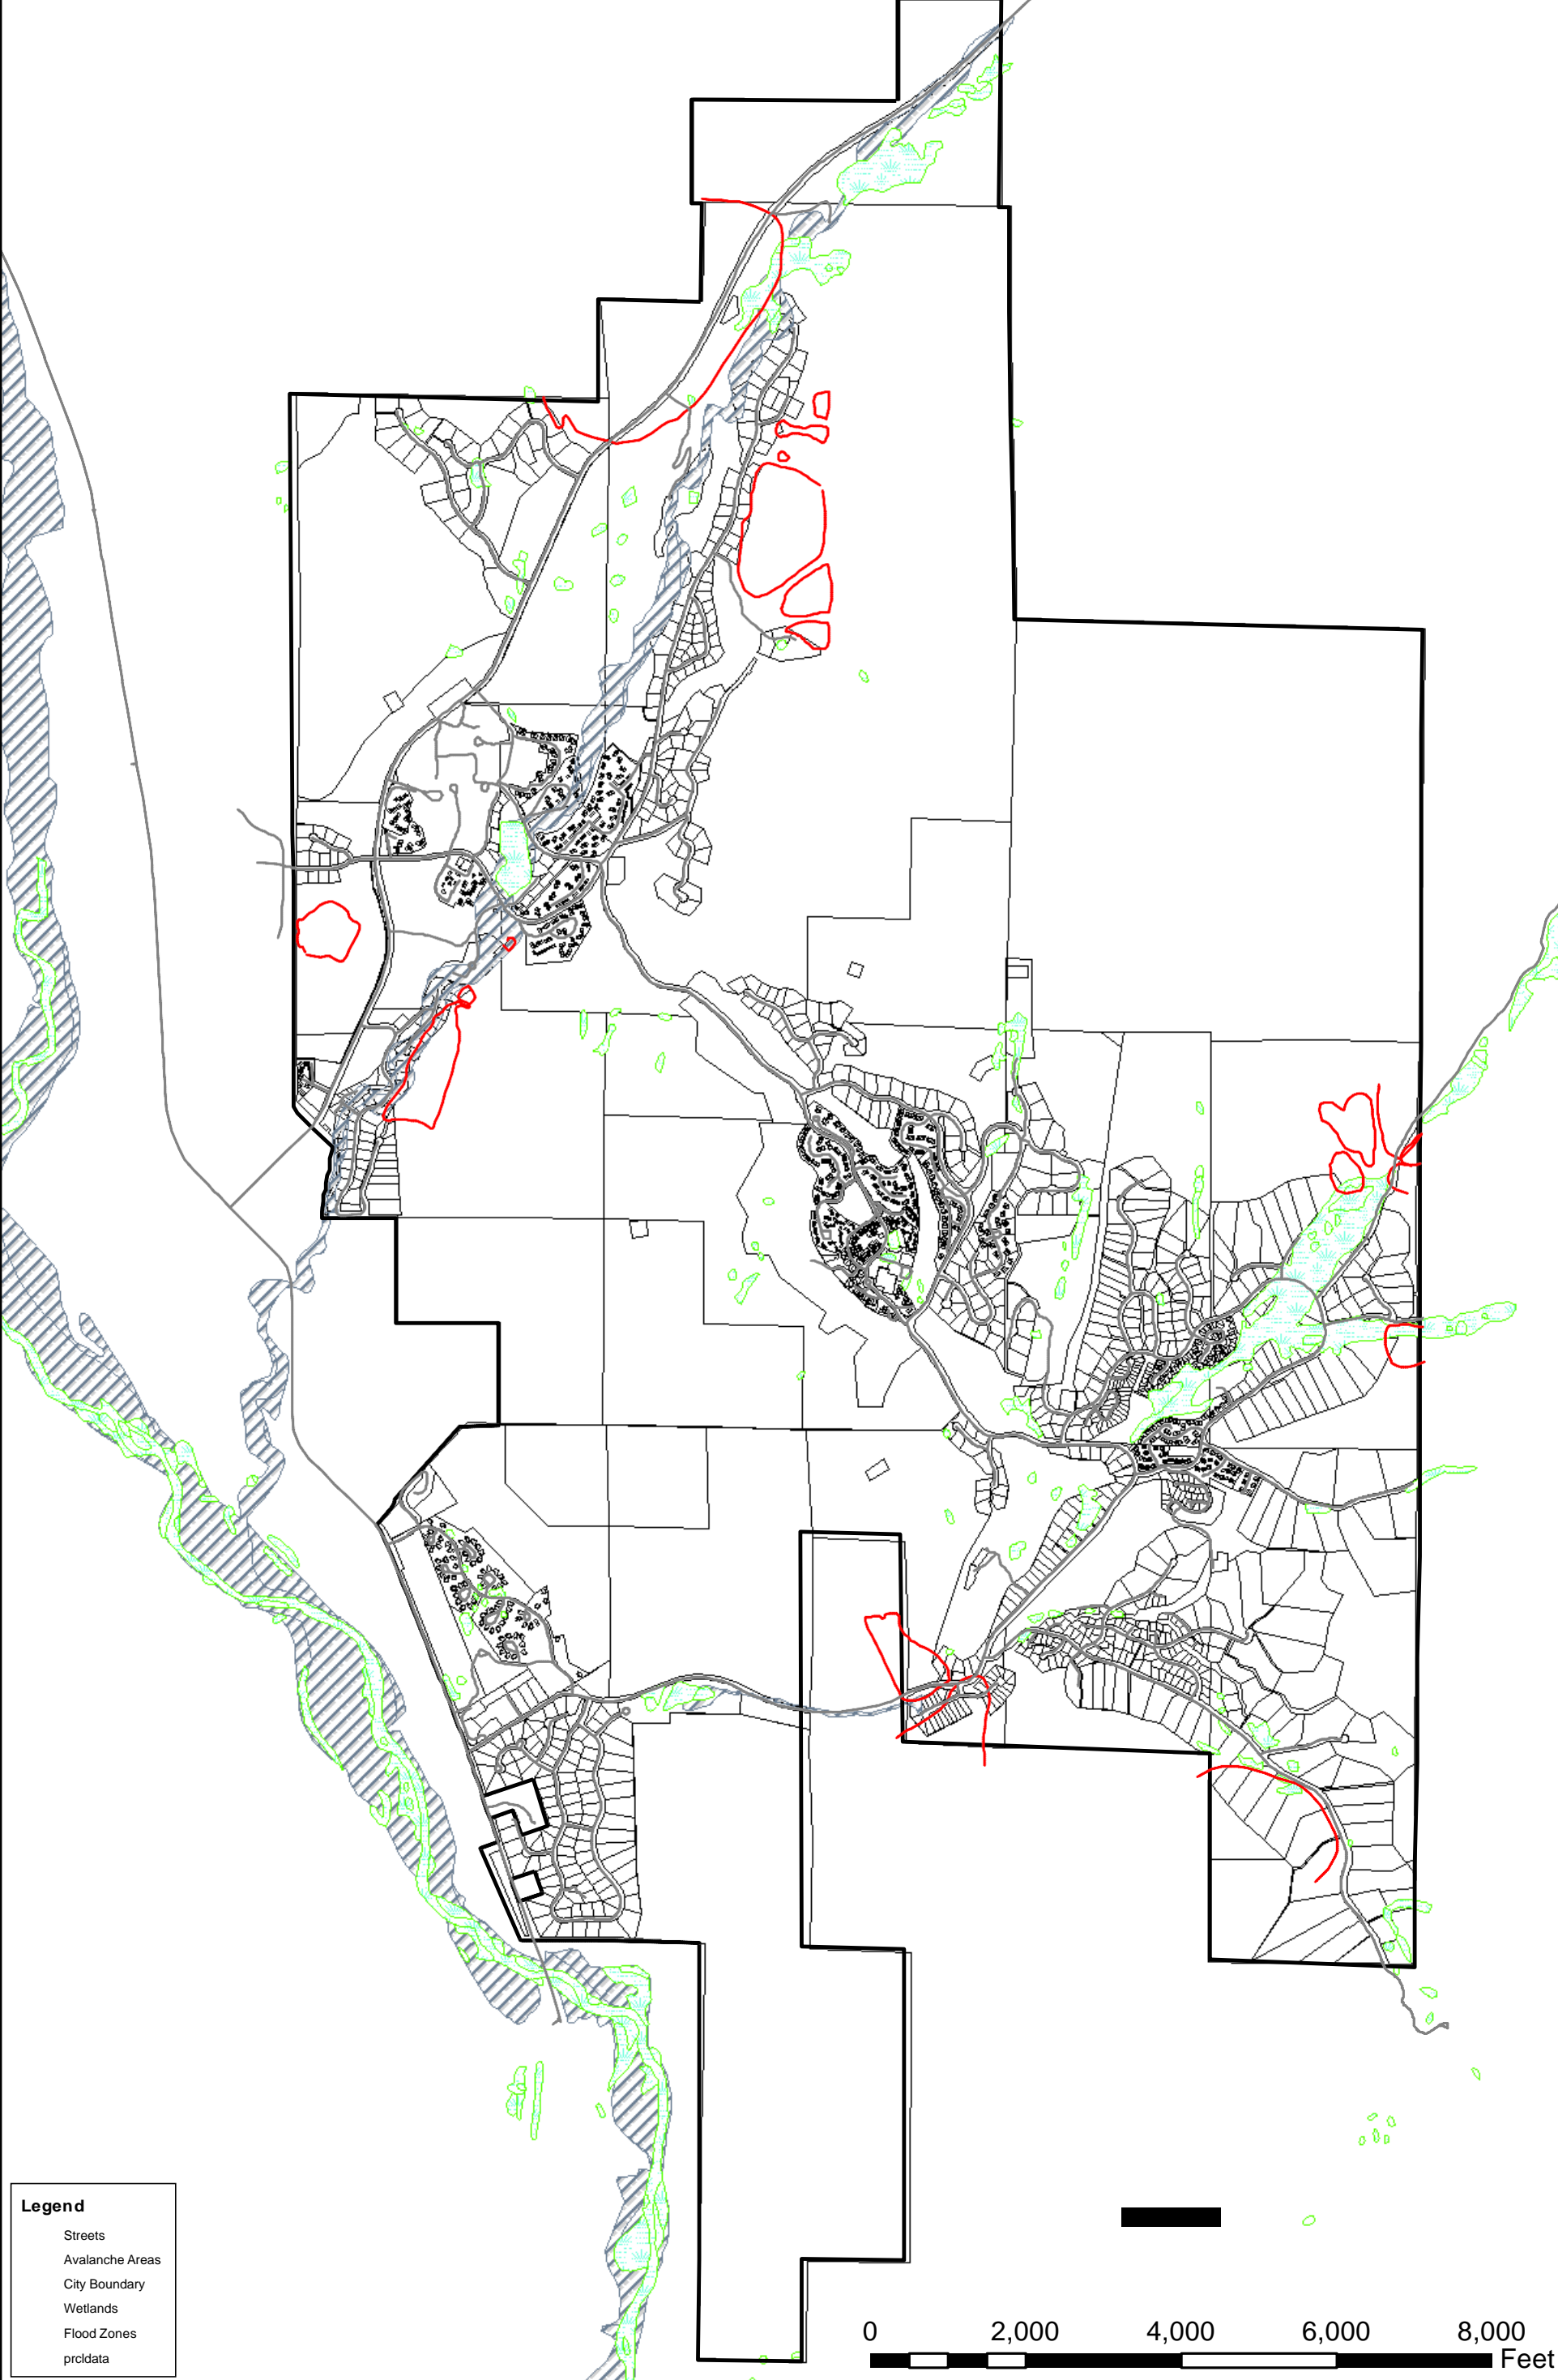 Legend
Streets
Avalanche Areas
City Boundary
Wetlands
Flood Zones
prcldata
0 2,000 4,000 6,000 8,000
Feet